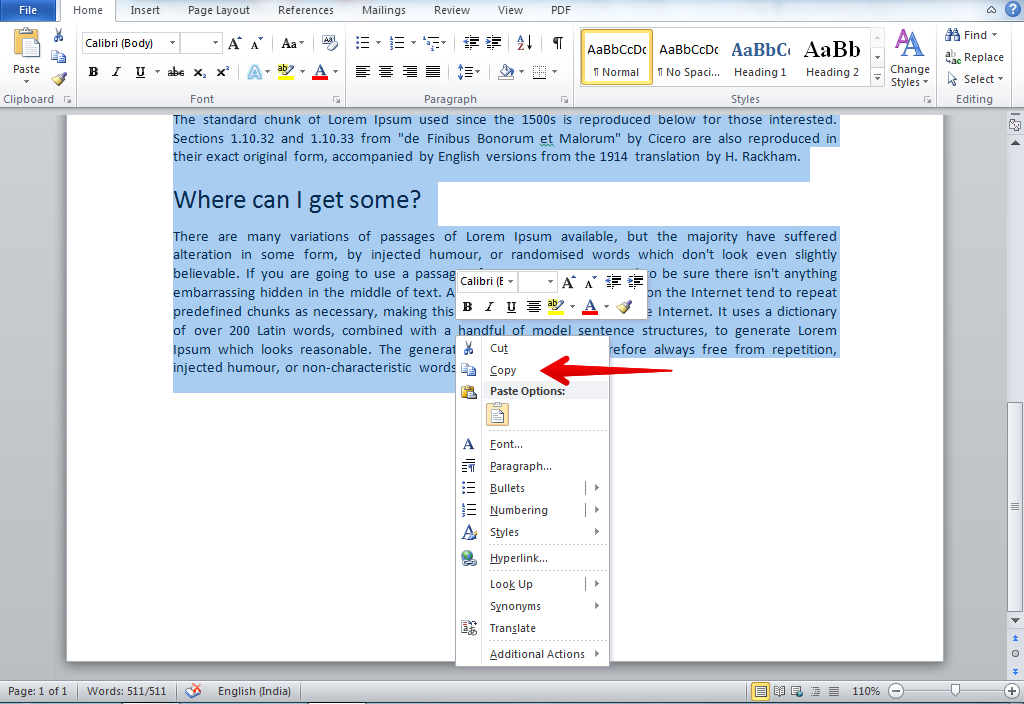 File Home Insert Page Layout References Mailings Review View PDF
Calibri (Body)
Aa
Find
Paste
B I U abc x₂ x²
AaBbCcDc AaBbCcDc AaBbCc AaBb
¶ Normal ¶ No Spaci... Heading 1 Heading 2
Change
Styles
Replace
Select
Clipboard Font Paragraph Styles Editing
The standard chunk of Lorem Ipsum used since the 1500s is reproduced below for those interested.
Sections 1.10.32 and 1.10.33 from "de Finibus Bonorum et Malorum" by Cicero are also reproduced in
their exact original form, accompanied by English versions from the 1914 translation by H. Rackham.
Where can I get some?
There are many variations of passages of Lorem Ipsum available, but the majority have suffered
alteration in some form, by injected humour, or randomised words which don't look even slightly
believable. If you are going to use a passag to be sure there isn't anything
embarrassing hidden in the middle of text. A on the Internet tend to repeat
predefined chunks as necessary, making this e Internet. It uses a dictionary
of over 200 Latin words, combined with a handful of model sentence structures, to generate Lorem
Ipsum which looks reasonable. The generat refore always free from repetition,
injected humour, or non-characteristic words
Calibri (E
B I U
Cut
Copy
Paste Options:
Font...
Paragraph...
Bullets
Numbering
Styles
Hyperlink...
Look Up
Synonyms
Translate
Additional Actions
Page: 1 of 1 Words: 511/511 English (India) 110%